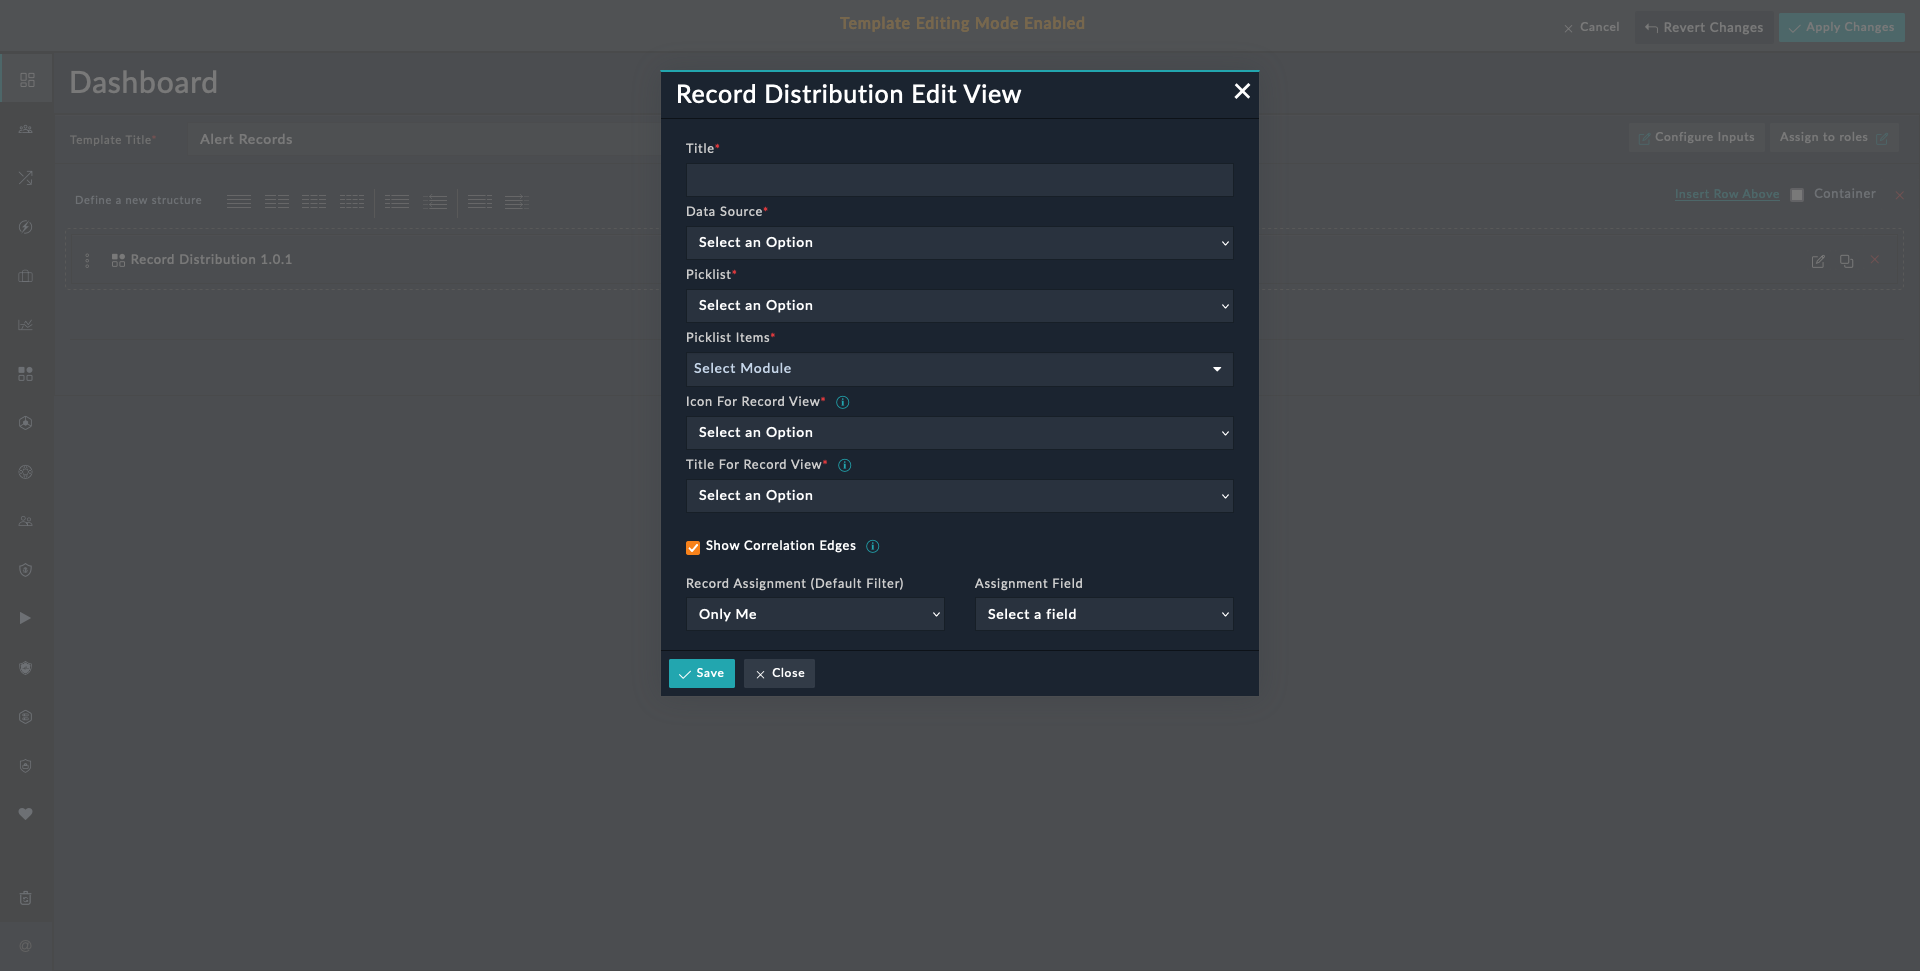 Template Editing Mode Enabled
Cancel
Revert Changes
Apply Changes
Dashboard
Template Title*
Alert Records
Configure Inputs
Assign to roles
Define a new structure
Insert Row Above
Container
Record Distribution 1.0.1
Record Distribution Edit View
Title*
Data Source*
Select an Option
Picklist*
Select an Option
Picklist Items*
Select Module
Icon For Record View*
Select an Option
Title For Record View*
Select an Option
Show Correlation Edges
Record Assignment (Default Filter)
Assignment Field
Only Me
Select a field
Save
Close